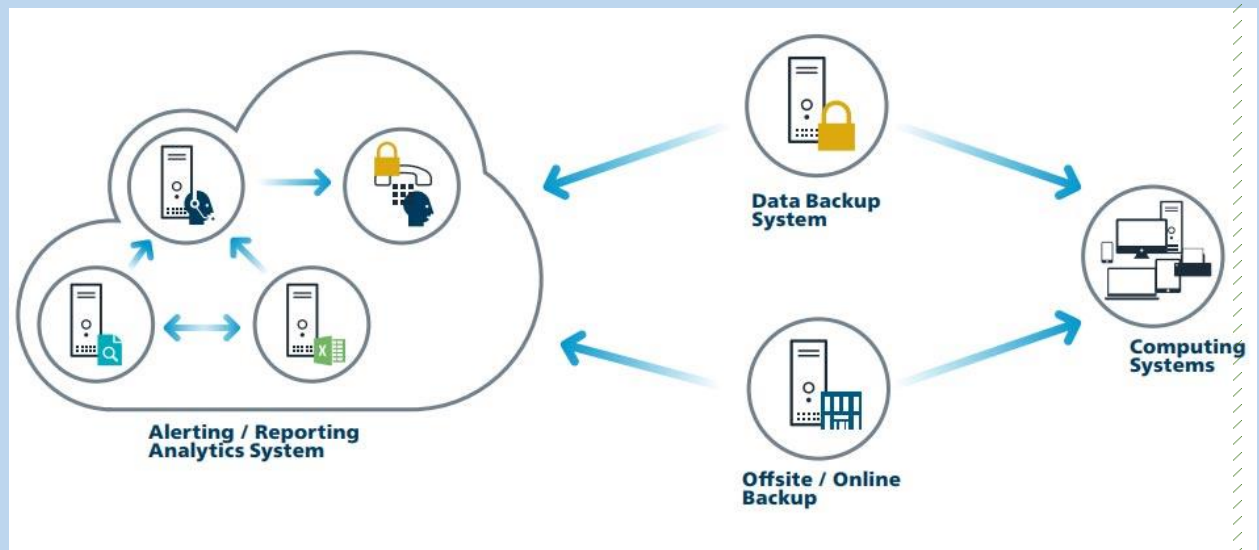 Data Backup
System
Computing
Systems
Alerting / Reporting
Analytics System
Offsite / Online
Backup
X